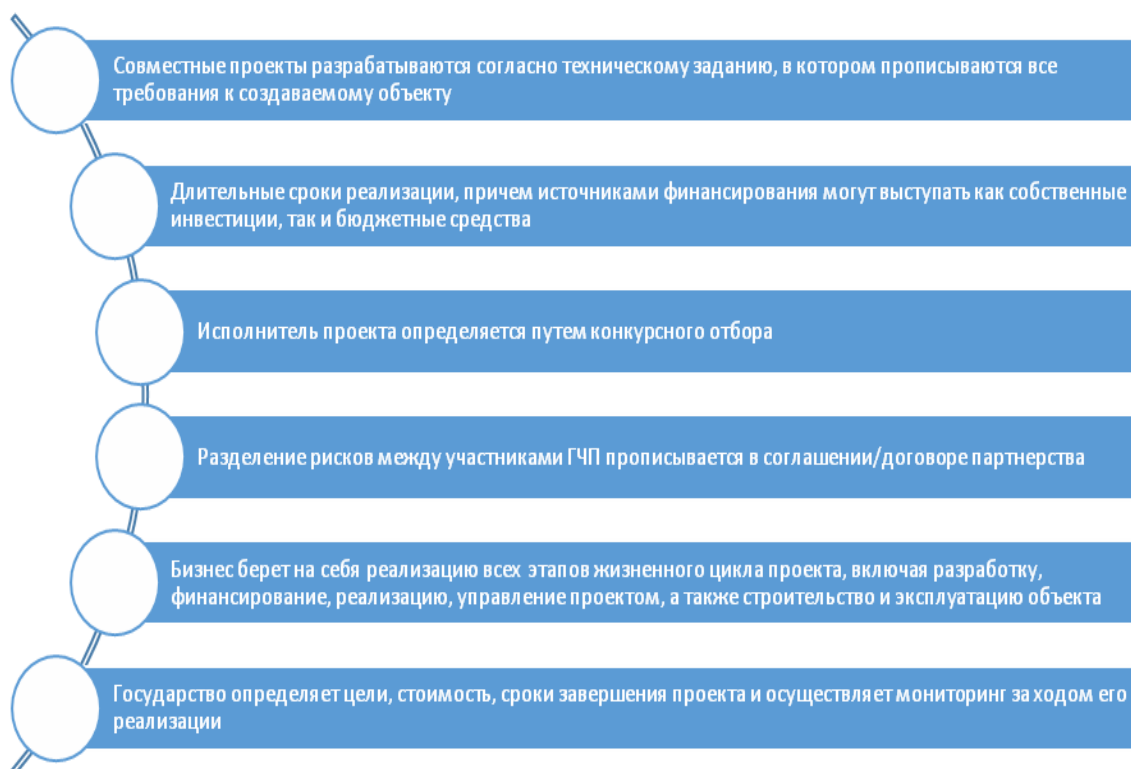 Совместные проекты разрабатываются согласно техническому заданию, в котором прописываются все
требования к создаваемому объекту
Длительные сроки реализации, причем источниками финансирования могут выступать как собственные
инвестиции, так и бюджетные средства
Исполнитель проекта определяется путем конкурсного отбора
Разделение рисков между участниками ГЧП прописывается в соглашении/договоре партнерства
Бизнес берет на себя реализацию всех этапов жизненного цикла проекта, включая разработку,
финансирование, реализацию, управление проектом, а также строительство и эксплуатацию объекта
Государство определяет цели, стоимость, сроки завершения проекта и осуществляет мониторинг за ходом его
реализации